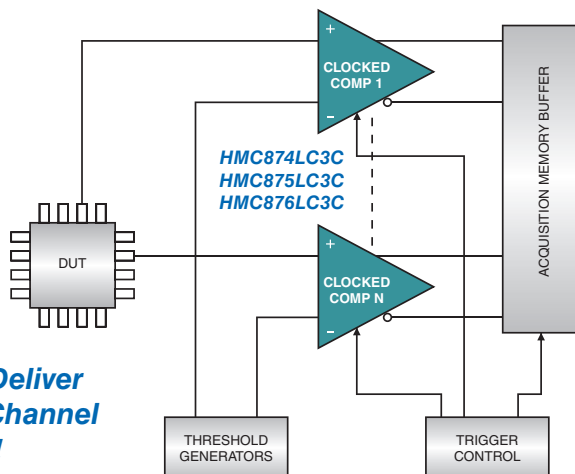 +
CLOCKED
COMP 1
–
HMC874LC3C
HMC875LC3C
HMC876LC3C
ACQUISITION MEMORY BUFFER
DUT
+
CLOCKED
COMP N
–
Deliver
Channel
THRESHOLD
GENERATORS
TRIGGER
CONTROL